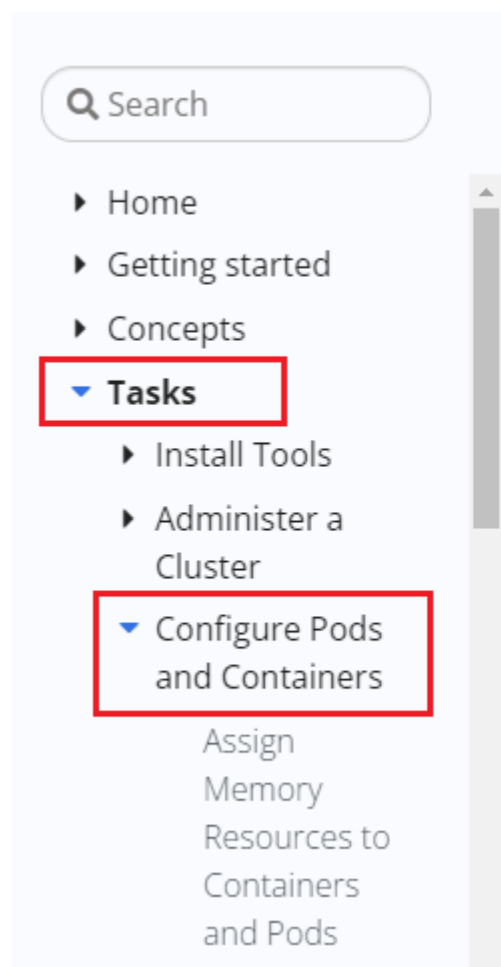 Search
Home
Getting started
Concepts
Tasks
Install Tools
Administer a
Cluster
Configure Pods
and Containers
Assign
Memory
Resources to
Containers
and Pods